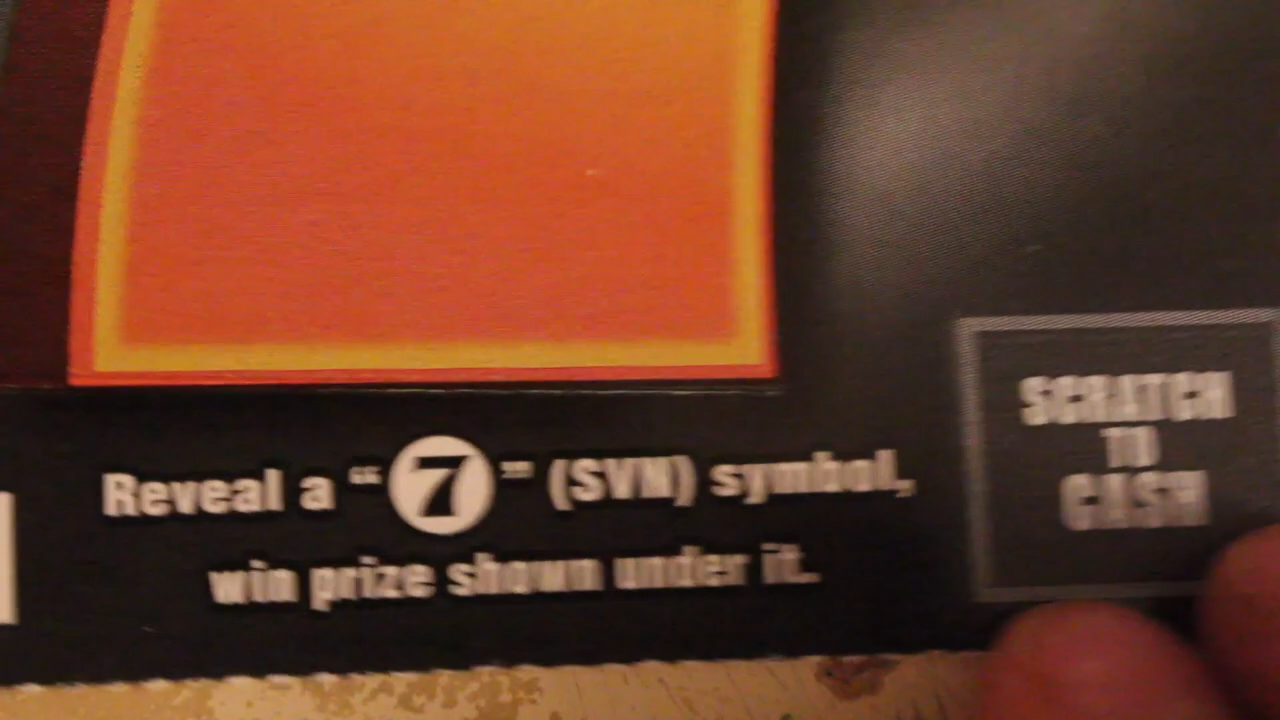 Reveal a “7” (SVN) symbol,
win prize shown under it.
SCRATCH
TO
CASH